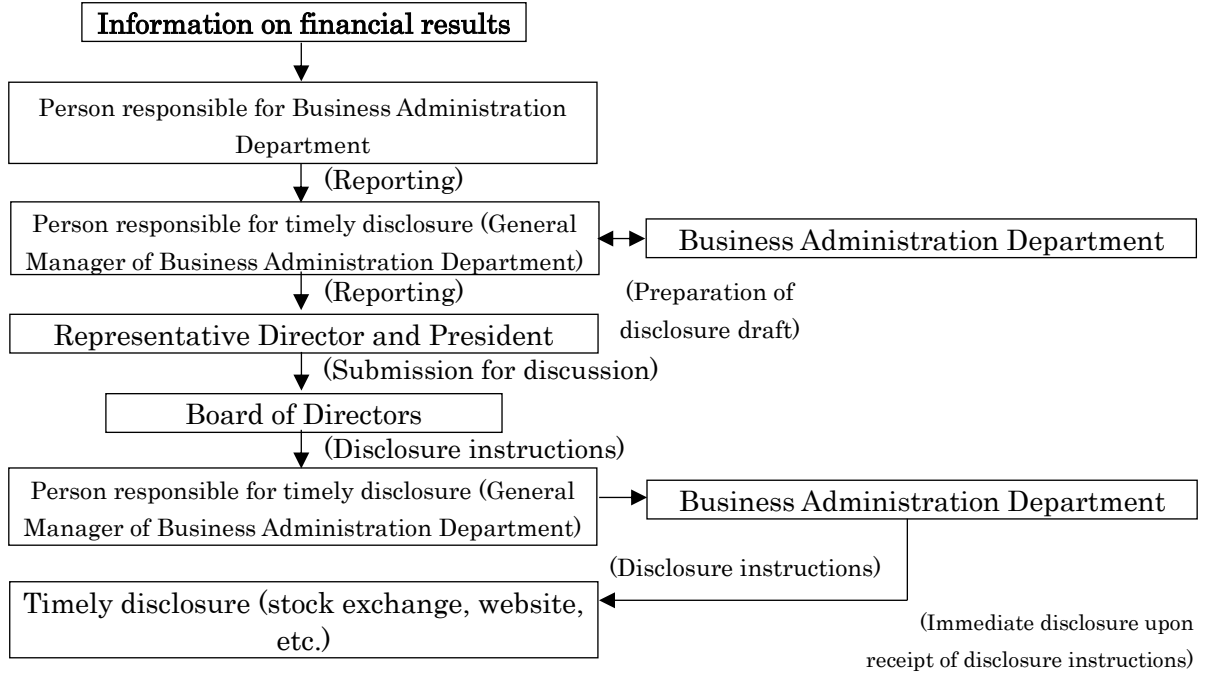 Information on financial results
Person responsible for Business Administration
Department
(Reporting)
Person responsible for timely disclosure (General
Manager of Business Administration Department)
Business Administration Department
(Reporting)
(Preparation of
disclosure draft)
Representative Director and President
(Submission for discussion)
Board of Directors
(Disclosure instructions)
Person responsible for timely disclosure (General
Manager of Business Administration Department)
Business Administration Department
(Disclosure instructions)
Timely disclosure (stock exchange, website,
etc.)
(Immediate disclosure upon
receipt of disclosure instructions)